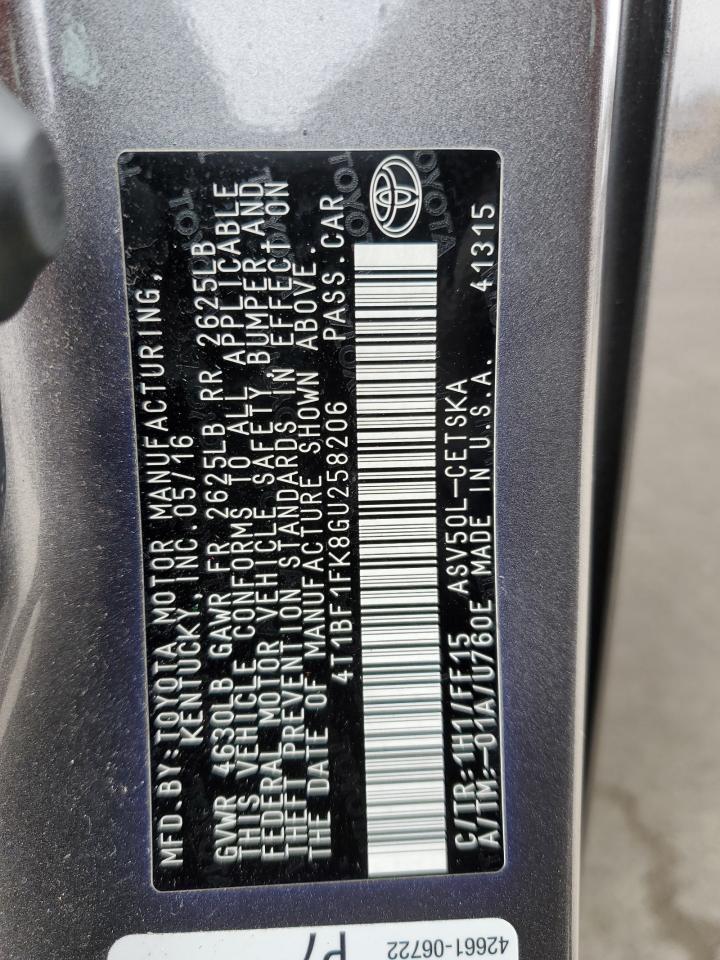 MFD.BY:TOYOTA MOTOR MANUFACTURING,
KENTUCKY, INC.05/16
GVWR 4630LB GAWR FR 2625LB RR 2625LB
THIS VEHICLE CONFORMS TO ALL APPLICABLE
FEDERAL MOTOR VEHICLE SAFETY,BUMPER,AND
THEFT PREVENTION STANDARDS IN EFFECT ON
THE DATE OF MANUFACTURE SHOWN ABOVE.
4T1BF1FK8GU258206 PASS.CAR
C/TR:1H1/FF15 ASV50L-CETSKA
A/TM:-01A/U760E MADE IN U.S.A. 41315
42661-06722